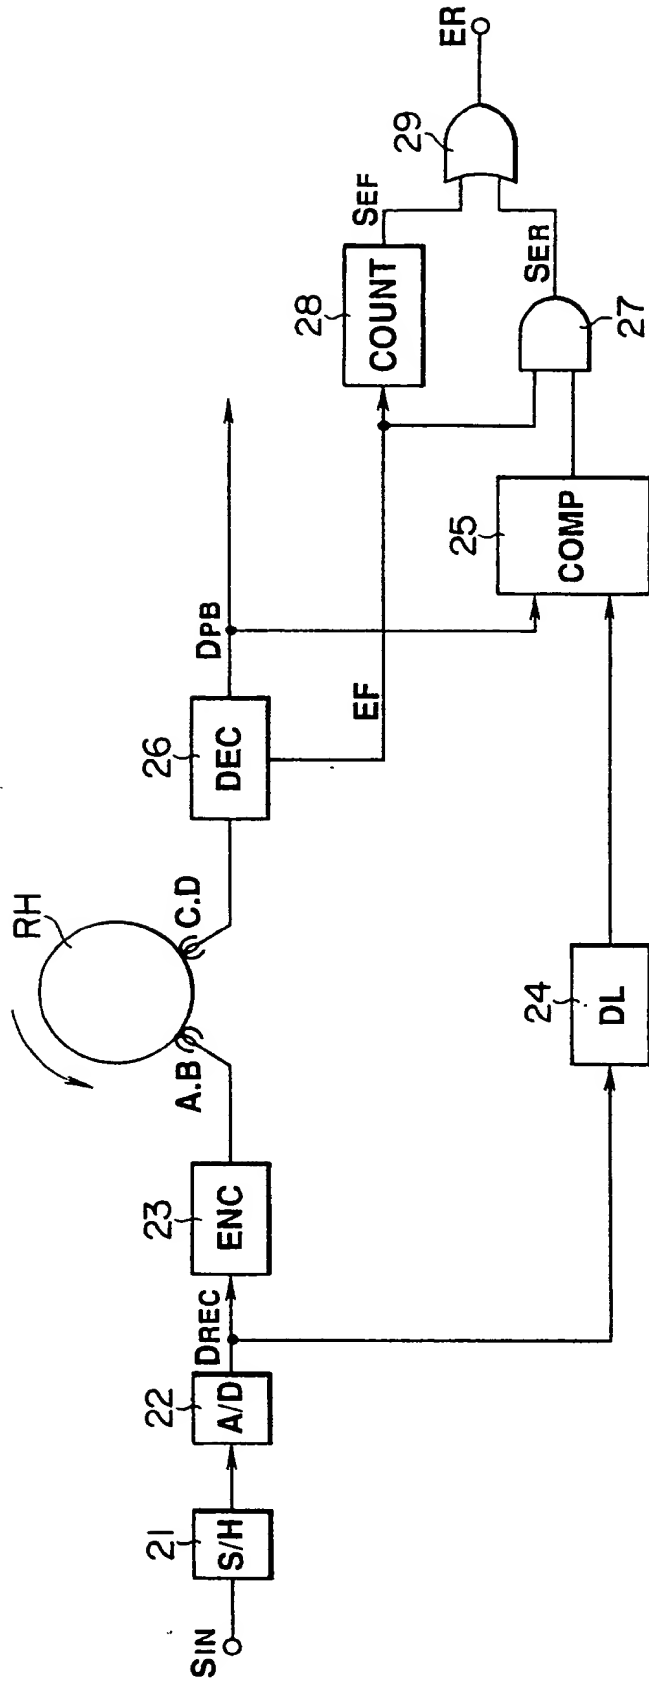 SIN
21
S/H
22
A/D
DREC
23
ENC
A.B
RH
C.D
26
DEC
DPB
EF
24
DL
25
COMP
28
COUNT
SEF
27
SER
29
ER